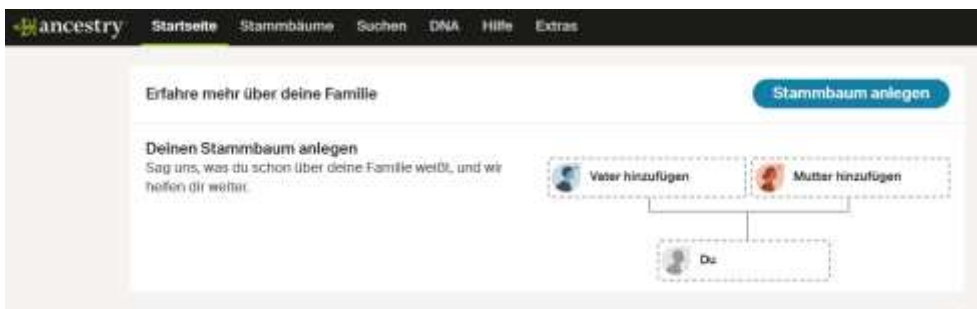 ancestry Startseite Stammbäume Suchen DNA Hilfe Extras
Erfahre mehr über deine Familie Stammbaum anlegen
Deinen Stammbaum anlegen
Sag uns, was du schon über deine Familie weißt, und wir
helfen dir weiter.
Vater hinzufügen Mutter hinzufügen
Du